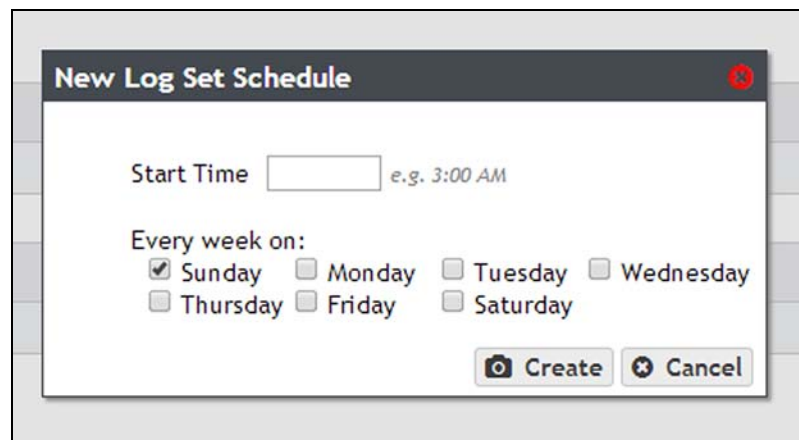 New Log Set Schedule
Start Time e.g. 3:00 AM
Every week on:
Sunday Monday Tuesday Wednesday
Thursday Friday Saturday
Create Cancel